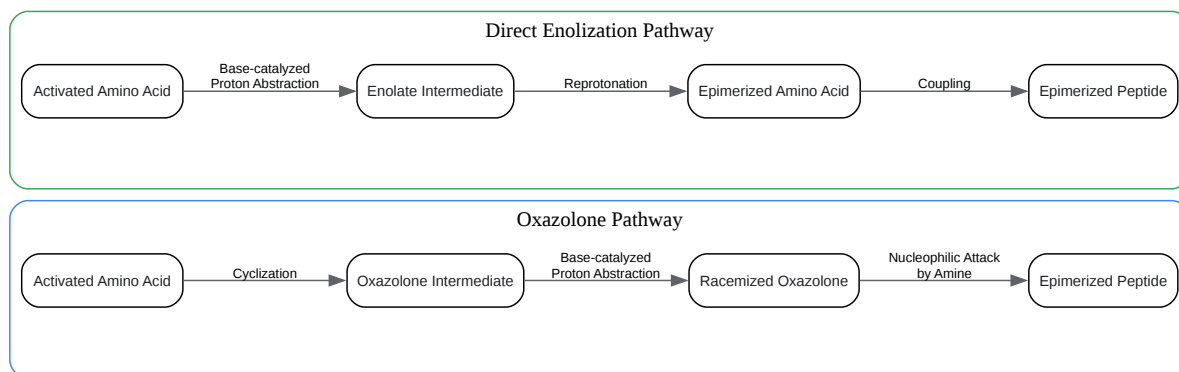 Direct Enolization Pathway
Activated Amino Acid
Base-catalyzed
Proton Abstraction
Enolate Intermediate
Reprotonation
Epimerized Amino Acid
Coupling
Epimerized Peptide
Oxazolone Pathway
Activated Amino Acid
Cyclization
Oxazolone Intermediate
Base-catalyzed
Proton Abstraction
Racemized Oxazolone
Nucleophilic Attack
by Amine
Epimerized Peptide